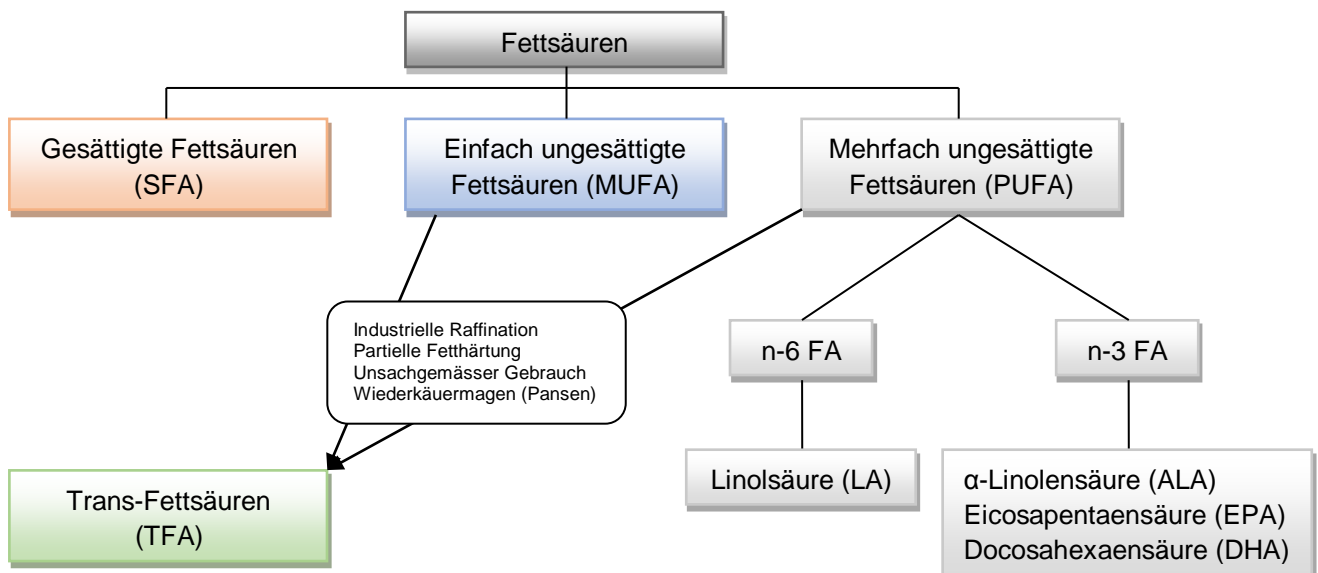 Fettsäuren
Gesättigte Fettsäuren
(SFA)
Einfach ungesättigte
Fettsäuren (MUFA)
Mehrfach ungesättigte
Fettsäuren (PUFA)
Industrielle Raffination
Partielle Fetthärtung
Unsachgemässer Gebrauch
Wiederkäuermagen (Pansen)
n-6 FA
n-3 FA
Trans-Fettsäuren
(TFA)
Linolsäure (LA)
α-Linolensäure (ALA)
Eicosapentaensäure (EPA)
Docosahexaensäure (DHA)